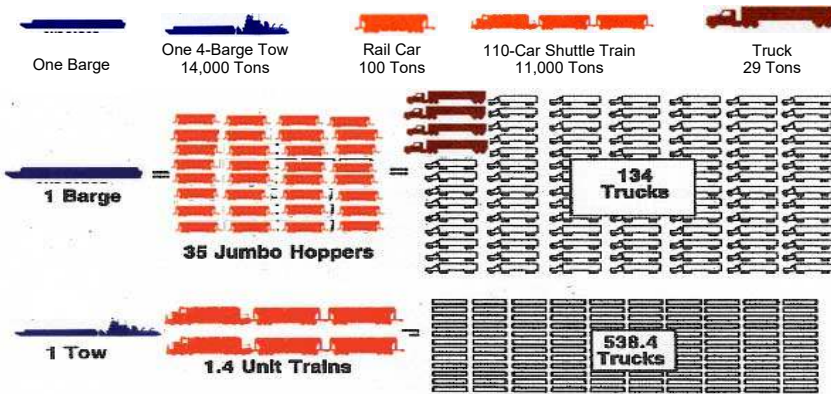 One Barge
One 4-Barge Tow
14,000 Tons
Rail Car
100 Tons
110-Car Shuttle Train
11,000 Tons
Truck
29 Tons
1 Barge
=
35 Jumbo Hoppers
=
134
Trucks
1 Tow
1.4 Unit Trains
=
538.4
Trucks